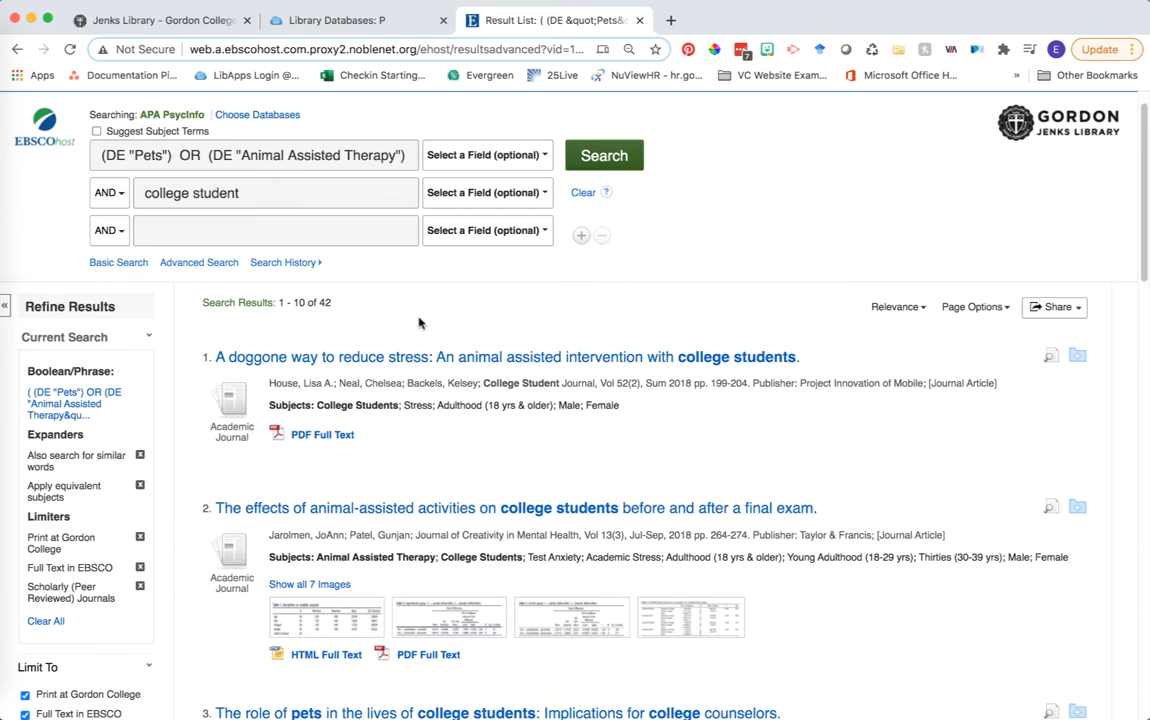 Jenks Library - Gordon College
Library Databases: P
Result List: ( (DE &quot;Pets&q
Not Secure
web.a.ebscohost.com.proxy2.noblenet.org/ehost/resultsadvanced?vid=1...
7
VIA
E
Update
Apps
Documentation Pi...
LibApps Login @...
Checkin Starting...
Evergreen
25Live
NuViewHR - hr.go...
VC Website Exam...
Microsoft Office H...
»
Other Bookmarks
EBSCOhost
Searching: APA PsycInfo
Choose Databases
Suggest Subject Terms
(DE "Pets") OR (DE "Animal Assisted Therapy")
Select a Field (optional)
Search
AND
college student
Select a Field (optional)
Clear
?
AND
Select a Field (optional)
Basic Search
Advanced Search
Search History
GORDON
JENKS LIBRARY
«
Refine Results
Current Search
Boolean/Phrase:
( (DE "Pets") OR (DE
"Animal Assisted
Therapy&qu...
Expanders
Also search for similar
words
Apply equivalent
subjects
Limiters
Print at Gordon
College
Full Text in EBSCO
Scholarly (Peer
Reviewed) Journals
Clear All
Limit To
Print at Gordon College
Full Text in EBSCO
Search Results: 1 - 10 of 42
Relevance
Page Options
Share
1. A doggone way to reduce stress: An animal assisted intervention with college students.
House, Lisa A.; Neal, Chelsea; Backels, Kelsey; College Student Journal, Vol 52(2), Sum 2018 pp. 199-204. Publisher: Project Innovation of Mobile; [Journal Article]
Subjects: College Students; Stress; Adulthood (18 yrs & older); Male; Female
Academic
Journal
PDF Full Text
2. The effects of animal-assisted activities on college students before and after a final exam.
Jarolmen, JoAnn; Patel, Gunjan; Journal of Creativity in Mental Health, Vol 13(3), Jul-Sep, 2018 pp. 264-274. Publisher: Taylor & Francis; [Journal Article]
Subjects: Animal Assisted Therapy; College Students; Test Anxiety; Academic Stress; Adulthood (18 yrs & older); Young Adulthood (18-29 yrs); Thirties (30-39 yrs); Male; Female
Academic
Journal
Show all 7 Images
HTML Full Text
PDF Full Text
3. The role of pets in the lives of college students: Implications for college counselors.